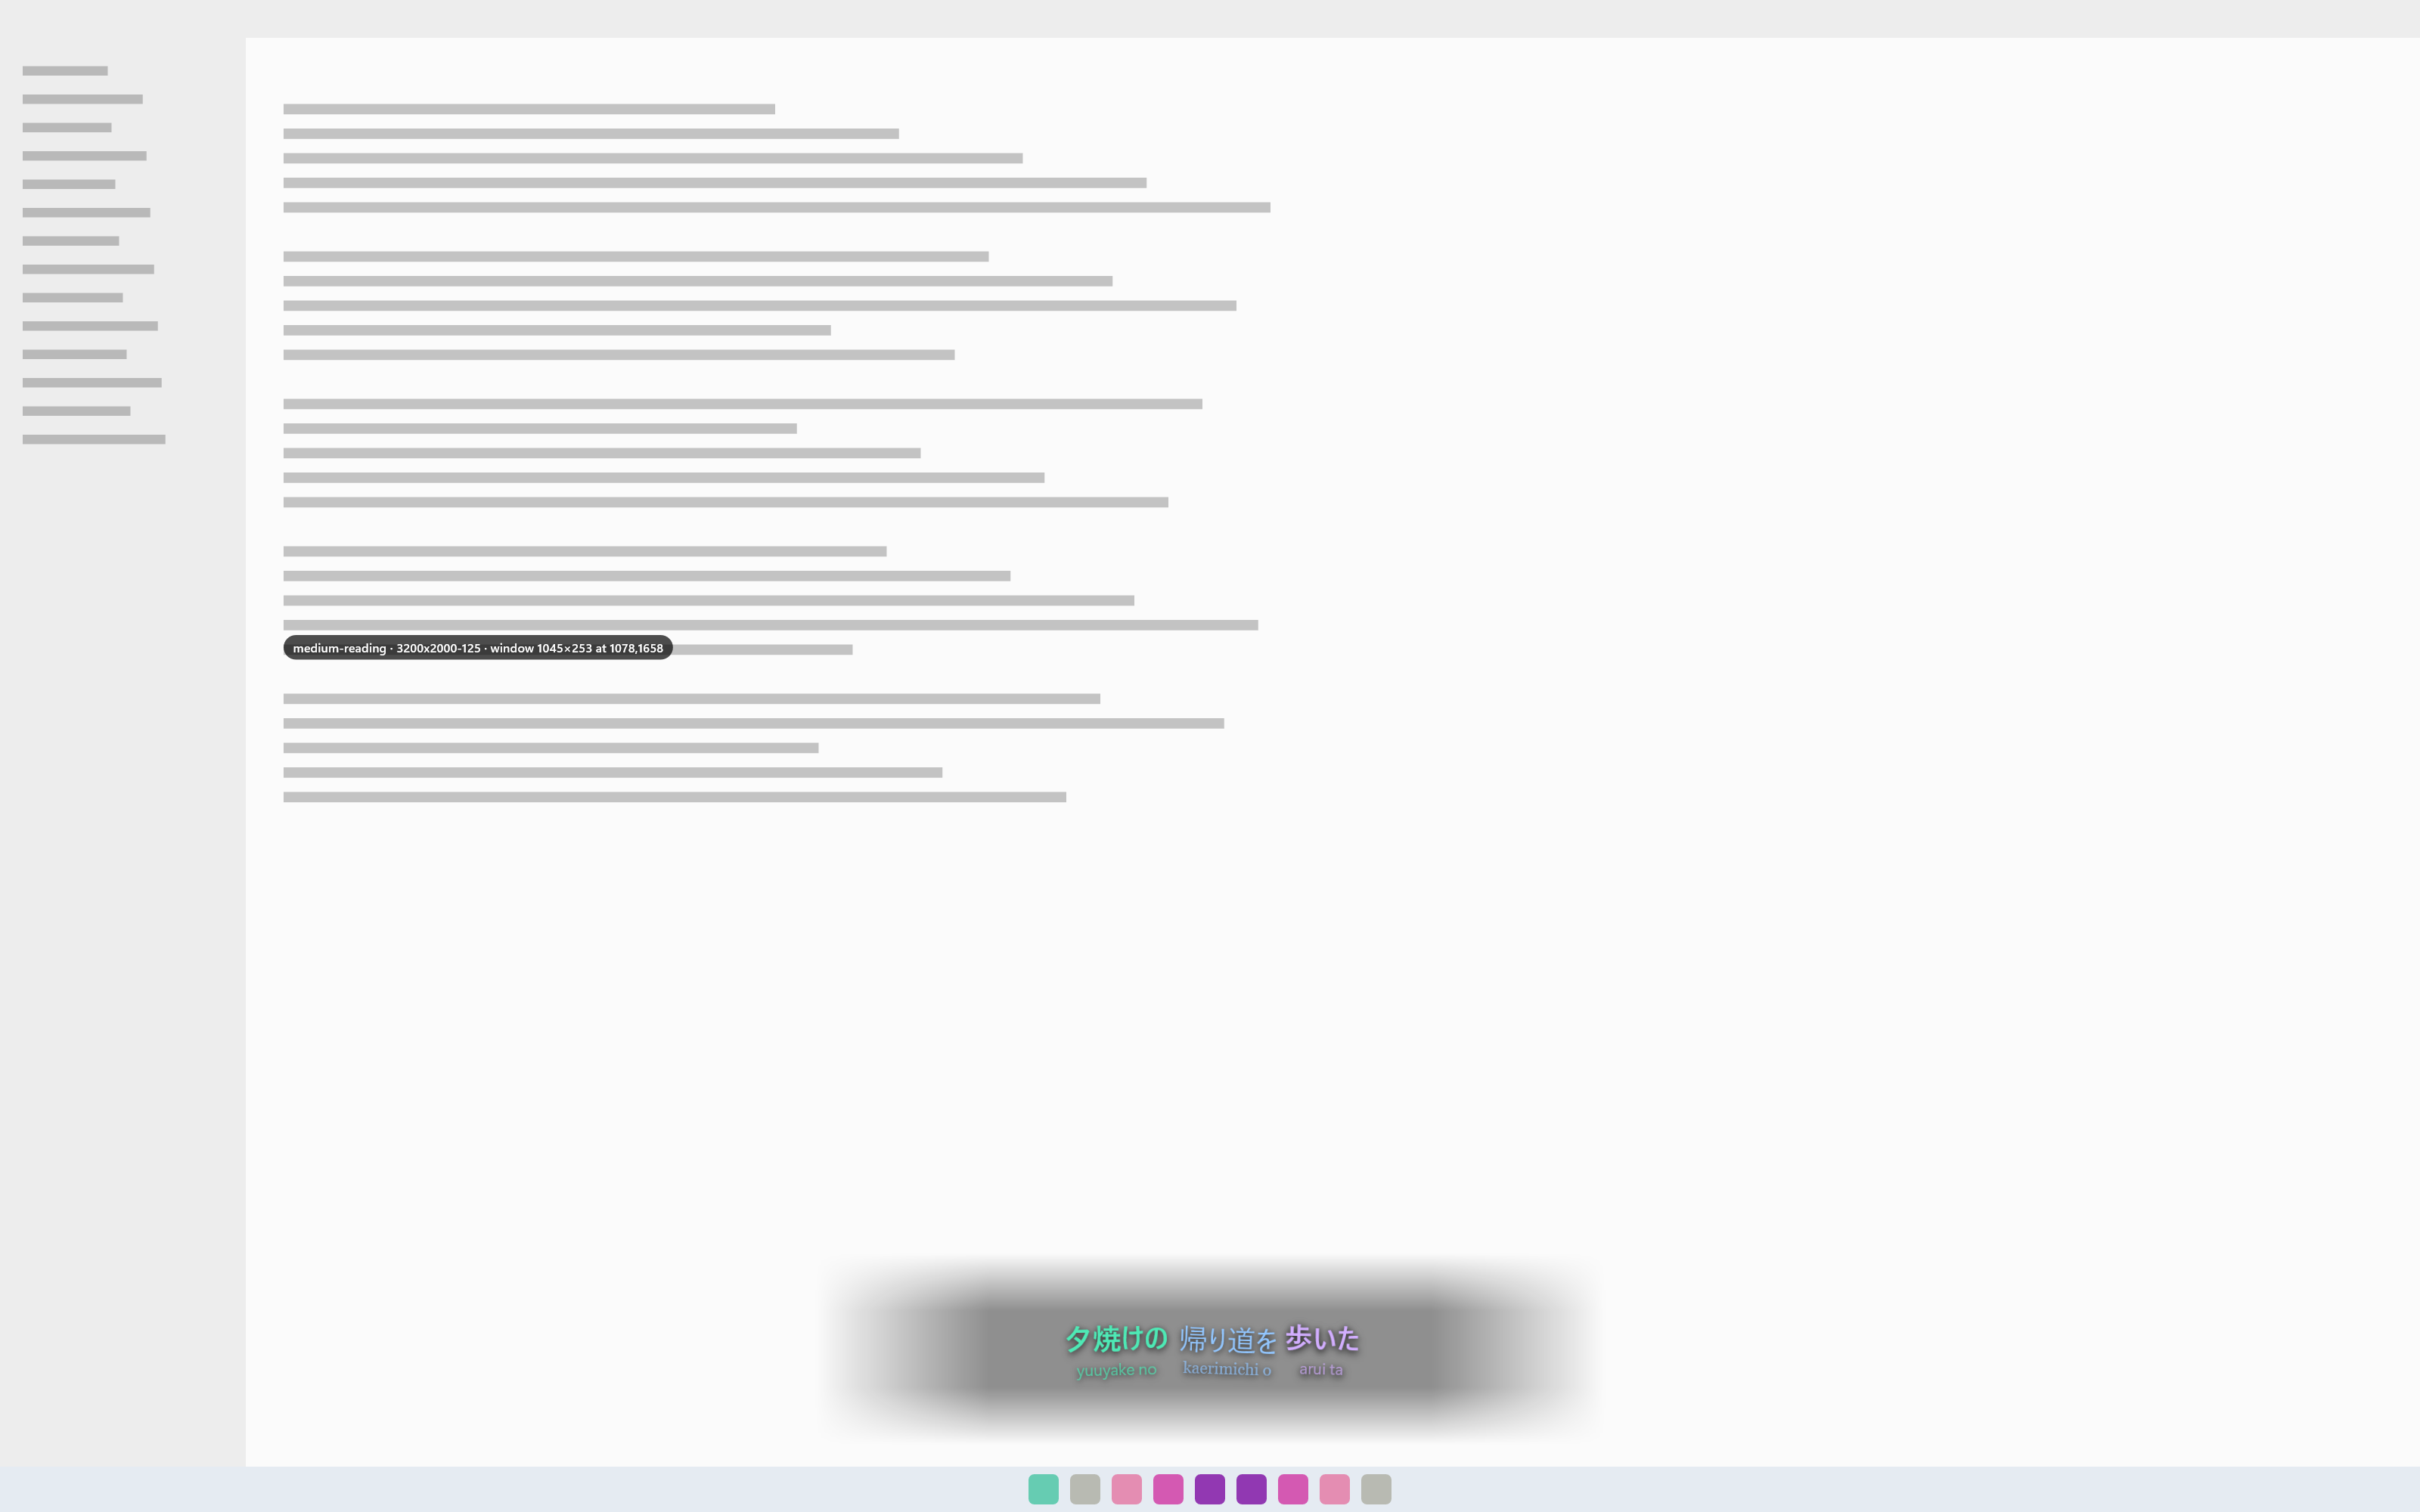 medium-reading · 3200x2000-125 · window 1045×253 at 1078,1658
夕焼けの 帰り道を 歩いた
yuuyake no kaerimichi o arui ta